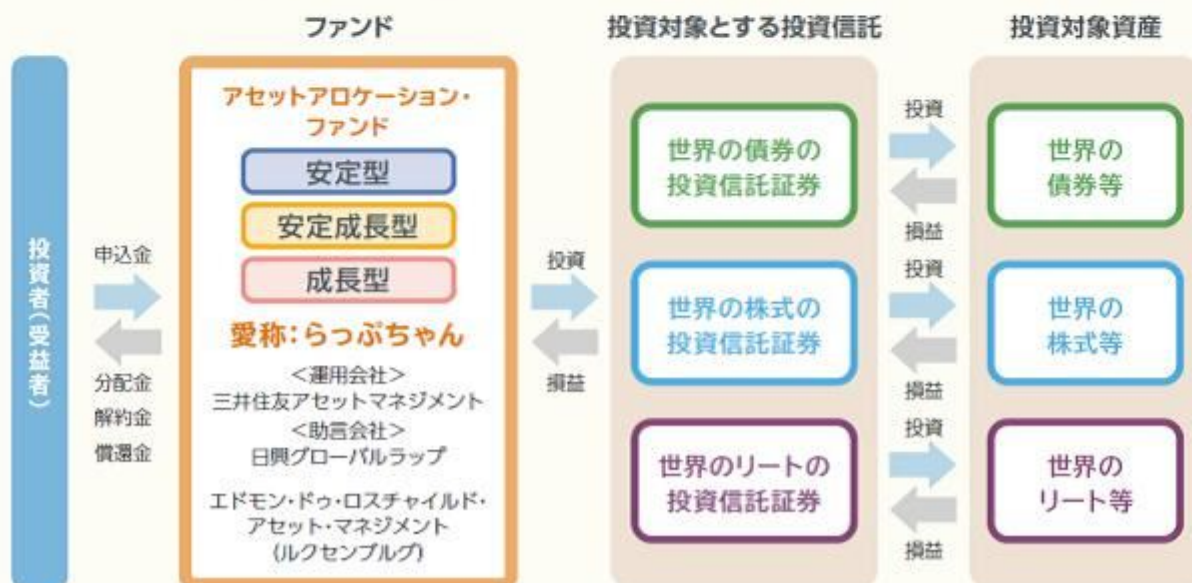 ファンド
投資対象とする投資信託
投資対象資産
投資者(受益者)
申込金
分配金
解約金
償還金
アセットアロケーション・
ファンド
安定型
安定成長型
成長型
愛称:らっぷちゃん
<運用会社>
三井住友アセットマネジメント
<助言会社>
日興グローバルラップ
エドモン・ドゥ・ロスチャイルド・
アセット・マネジメント
(ルクセンブルグ)
投資
損益
世界の債券の
投資信託証券
投資
損益
世界の
債券等
世界の株式の
投資信託証券
投資
損益
世界の
株式等
世界のリートの
投資信託証券
投資
損益
世界の
リート等